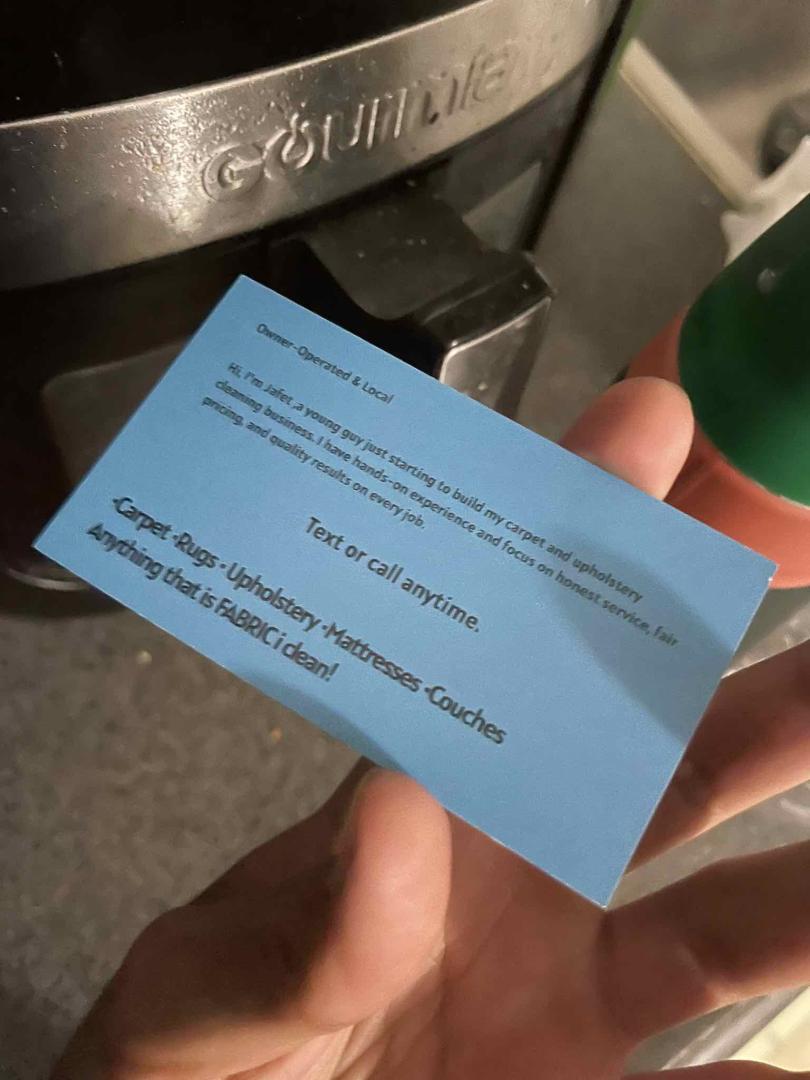 Gourmia
Owner-Operated & Local
Hi, I'm Jafet ,a young guy just starting to build my carpet and upholstery
cleaning business. I have hands-on experience and focus on honest service, fair
pricing, and quality results on every job.
Text or call anytime.
•Carpet •Rugs • Upholstery •Mattresses •Couches
Anything that is FABRIC i clean!